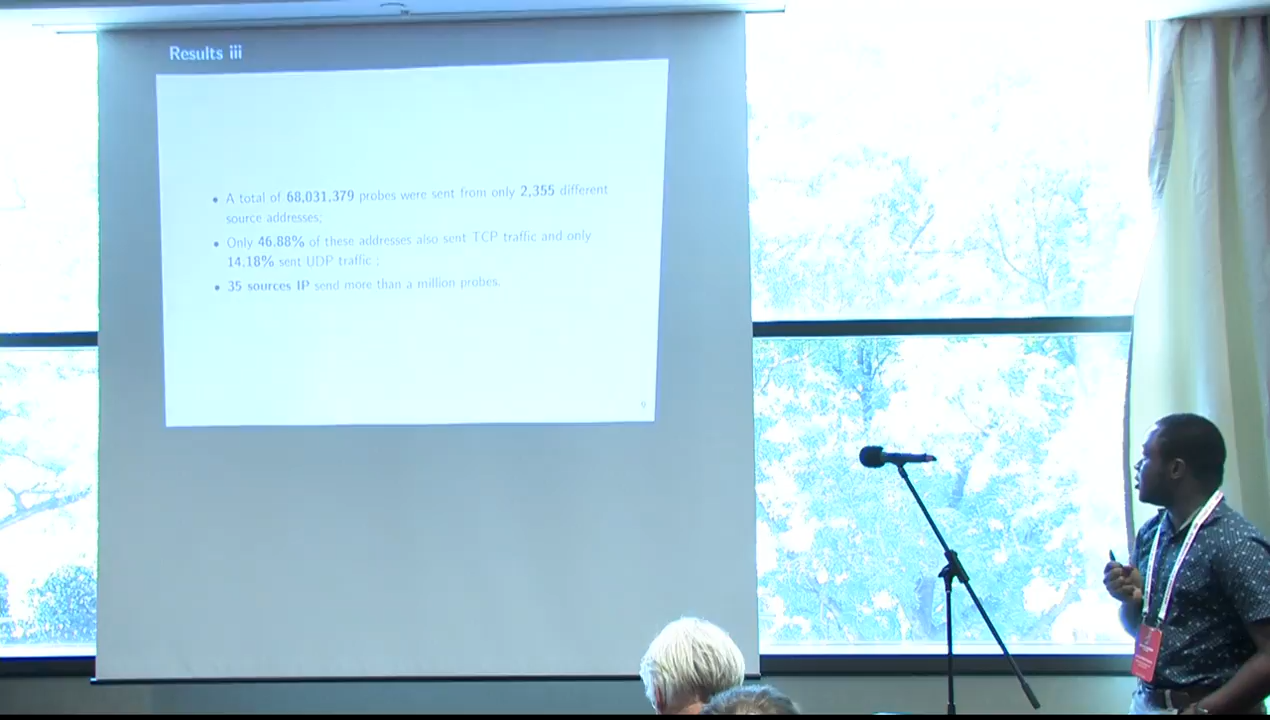 Results iii
• A total of 68,031,379 probes were sent from only 2,355 different
source addresses;
• Only 46.88% of these addresses also sent TCP traffic and only
14.18% sent UDP traffic ;
• 35 sources IP send more than a million probes.
9